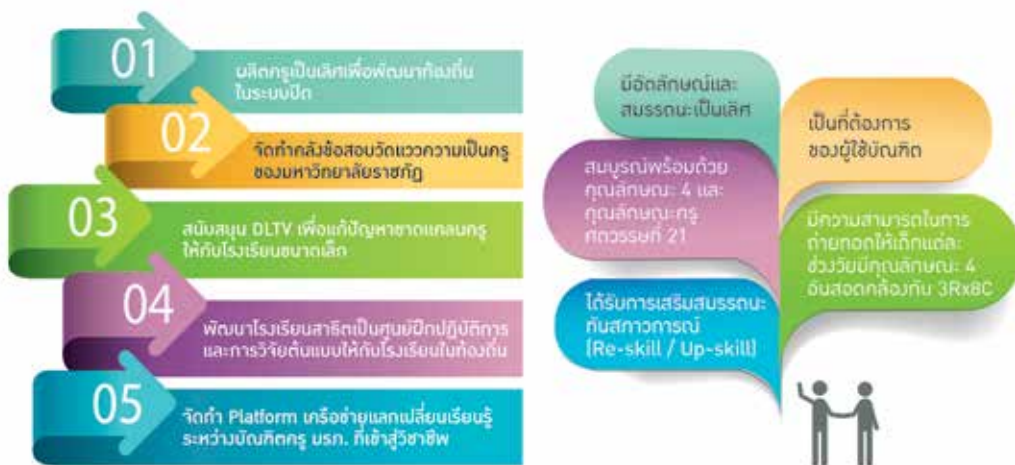 01
ผลิตครูเป็นเลิศเพื่อพัฒนาท้องถิ่น
ในระบบปิด
02
จัดทำคลังข้อสอบวัดแววความเป็นครู
ของมหาวิทยาลัยราชภัฏ
03
สนับสนุน DLTV เพื่อแก้ปัญหาขาดแคลนครู
ให้กับโรงเรียนขนาดเล็ก
04
พัฒนาโรงเรียนสาธิตเป็นศูนย์ฝึกปฏิบัติการ
และการวิจัยต้นแบบให้กับโรงเรียนในท้องถิ่น
05
จัดทำ Platform เครือข่ายแลกเปลี่ยนเรียนรู้
ระหว่างบัณฑิตครู มรภ. ที่เข้าสู่วิชาชีพ
มีอัตลักษณ์และ
สมรรถนะเป็นเลิศ
เป็นที่ต้องการ
ของผู้ใช้บัณฑิต
สมบูรณ์พร้อมด้วย
คุณลักษณะ 4 และ
คุณลักษณะครู
ศตวรรษที่ 21
มีความสามารถในการ
ถ่ายทอดให้เด็กแต่ละ
ช่วงวัยมีคุณลักษณะ 4
อันสอดคล้องกับ 3Rx8C
ได้รับการเสริมสมรรถนะ
ทันสภาวการณ์
(Re-skill / Up-skill)